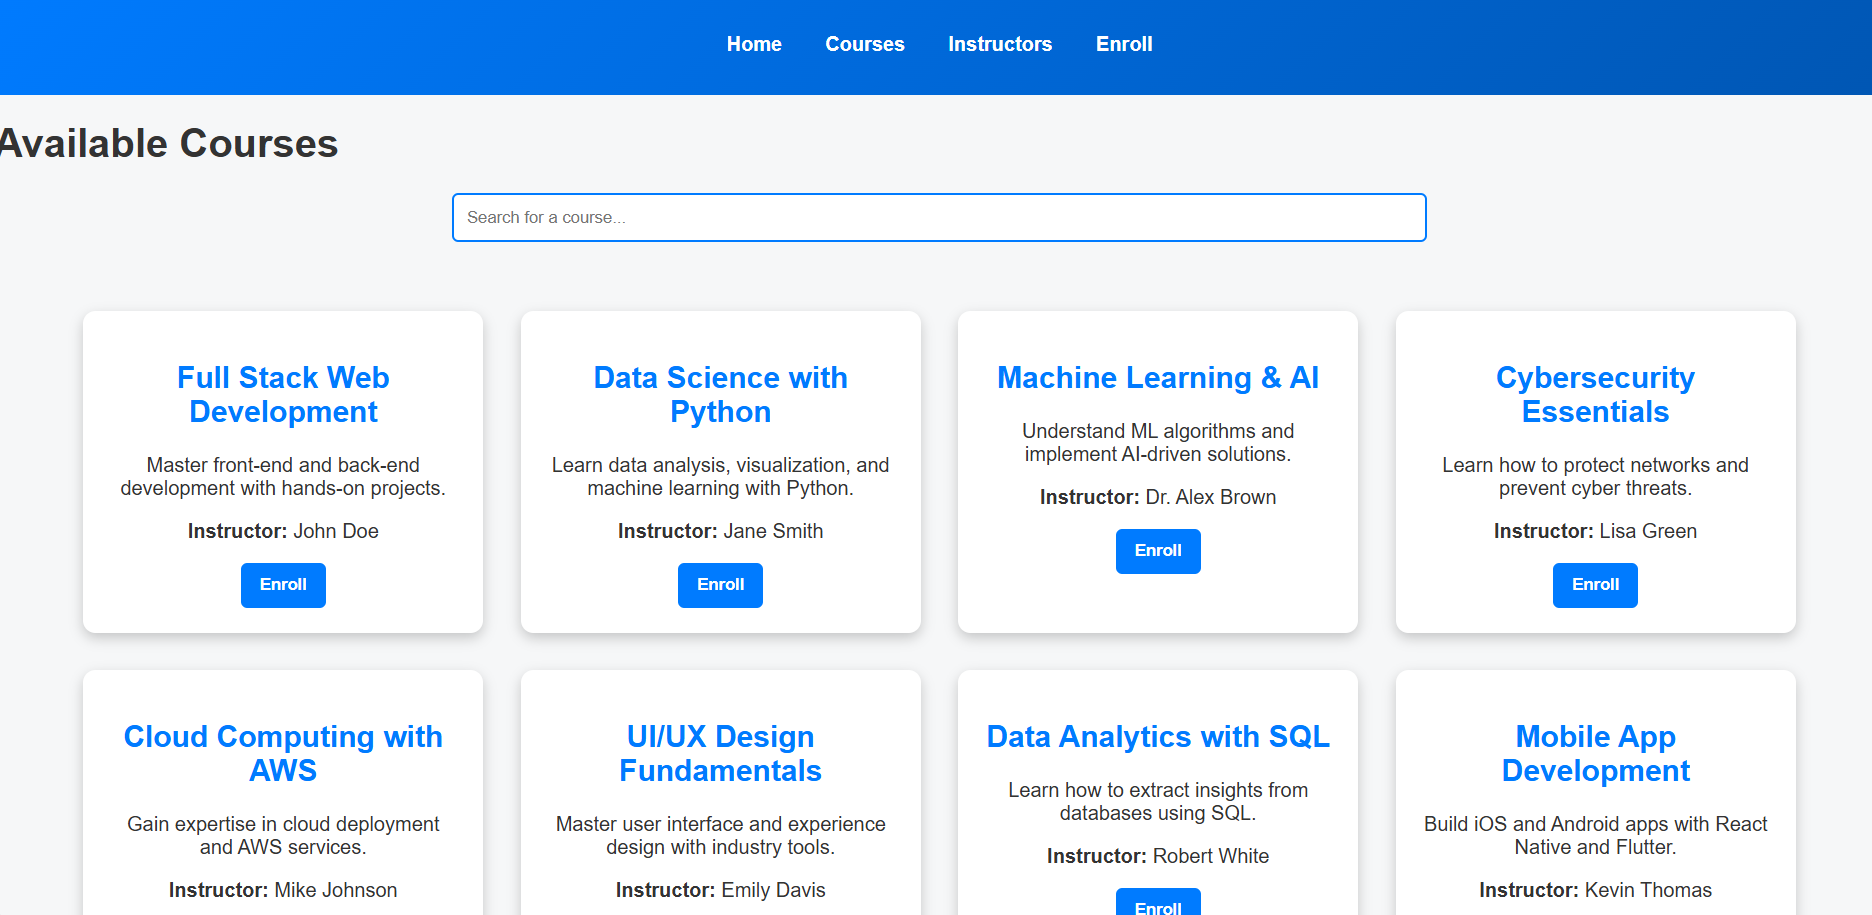 Home Courses Instructors Enroll
Available Courses
Search for a course...
Full Stack Web
Development
Master front-end and back-end
development with hands-on projects.
Instructor: John Doe
Enroll
Data Science with
Python
Learn data analysis, visualization, and
machine learning with Python.
Instructor: Jane Smith
Enroll
Machine Learning & AI
Understand ML algorithms and
implement AI-driven solutions.
Instructor: Dr. Alex Brown
Enroll
Cybersecurity
Essentials
Learn how to protect networks and
prevent cyber threats.
Instructor: Lisa Green
Enroll
Cloud Computing with
AWS
Gain expertise in cloud deployment
and AWS services.
Instructor: Mike Johnson
UI/UX Design
Fundamentals
Master user interface and experience
design with industry tools.
Instructor: Emily Davis
Data Analytics with SQL
Learn how to extract insights from
databases using SQL.
Instructor: Robert White
Enroll
Mobile App
Development
Build iOS and Android apps with React
Native and Flutter.
Instructor: Kevin Thomas